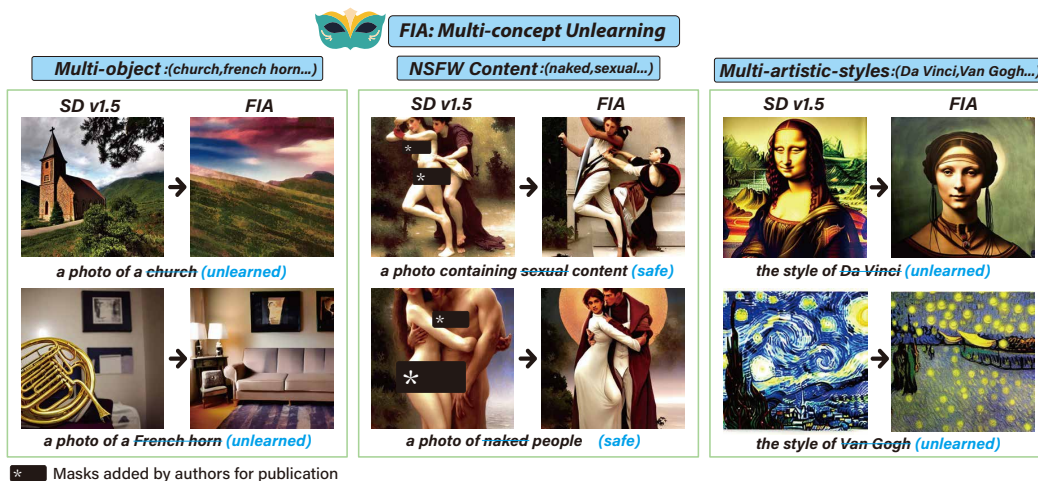 FIA: Multi-concept Unlearning
Multi-object :(church,french horn...)
NSFW Content :(naked,sexual...)
Multi-artistic-styles:(Da Vinci,Van Gogh...)
SD v1.5 FIA
SD v1.5 FIA
SD v1.5 FIA
*
*
a photo of a church (unlearned)
a photo containing sexual content (safe)
the style of Da Vinci (unlearned)
*
*
a photo of a French horn (unlearned)
a photo of naked people (safe)
the style of Van Gogh (unlearned)
* Masks added by authors for publication